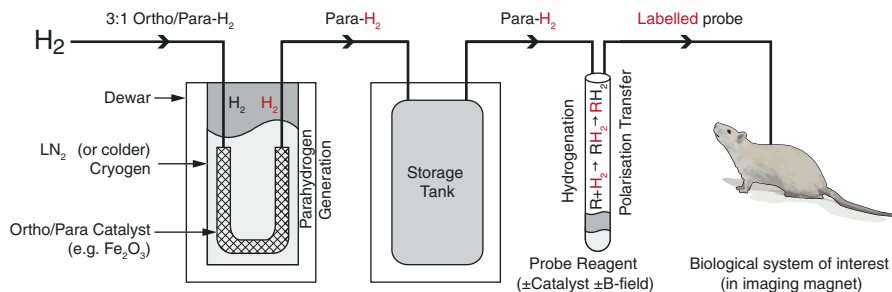 H₂
3:1 Ortho/Para-H₂
Para-H₂
Para-H₂
Labelled probe
Dewar
LN₂ (or colder)
Cryogen
Ortho/Para Catalyst
(e.g. Fe₂O₃)
H₂ H₂
Parahydrogen
Generation
Storage
Tank
Hydrogenation
R+H₂→ RH₂→ RH₂
Polarisation Transfer
Probe Reagent
(±Catalyst ±B-field)
Biological system of interest
(in imaging magnet)